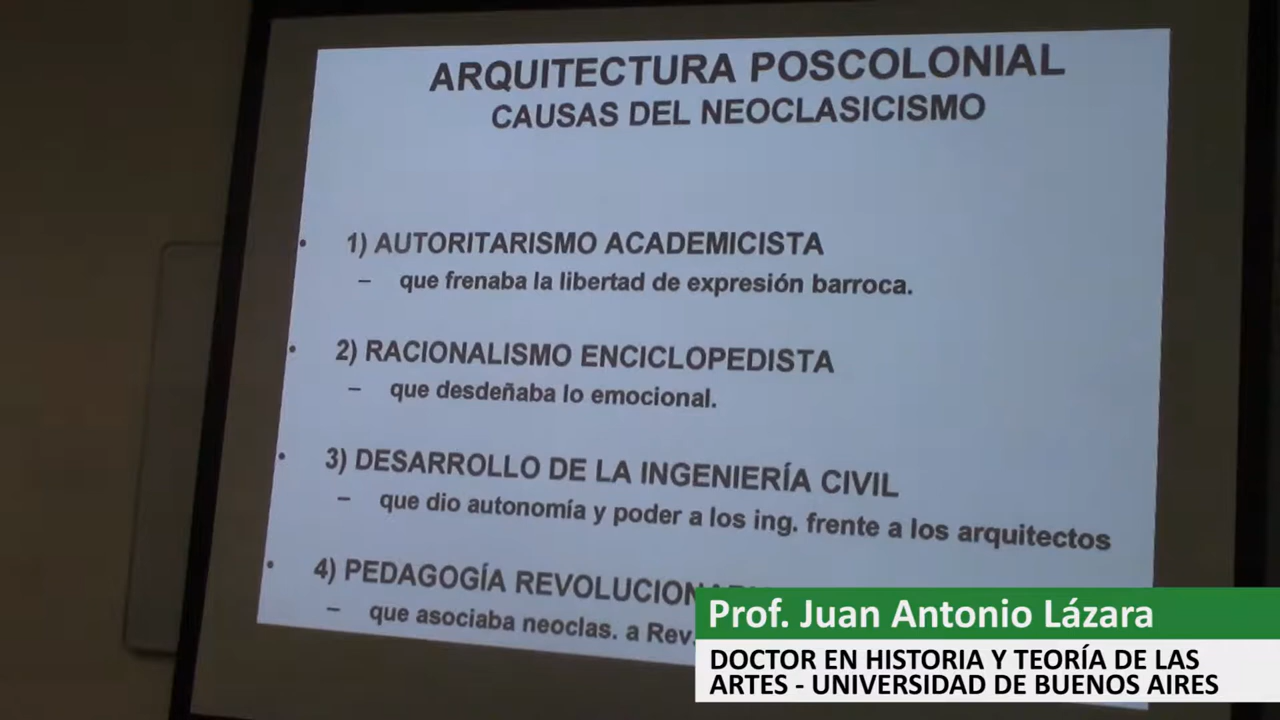 ARQUITECTURA POSCOLONIAL
CAUSAS DEL NEOCLASICISMO
• 1) AUTORITARISMO ACADEMICISTA
– que frenaba la libertad de expresión barroca.
• 2) RACIONALISMO ENCICLOPEDISTA
– que desdeñaba lo emocional.
• 3) DESARROLLO DE LA INGENIERÍA CIVIL
– que dio autonomía y poder a los ing. frente a los arquitectos
• 4) PEDAGOGÍA
– que asociaba neoclas. a Rev.
Prof. Juan Antonio Lázara
DOCTOR EN HISTORIA Y TEORÍA DE LAS
ARTES - UNIVERSIDAD DE BUENOS AIRES